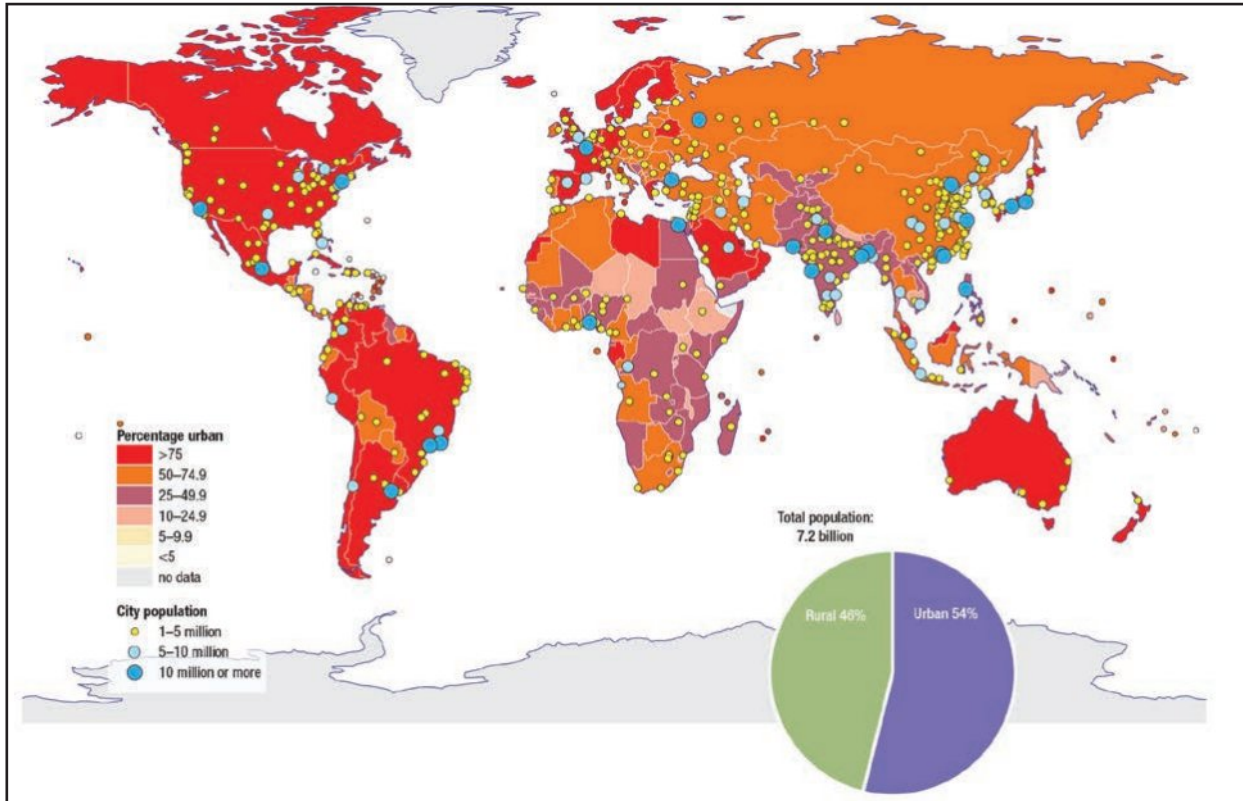 Percentage urban
>75
50–74.9
25–49.9
10–24.9
5–9.9
<5
no data
City population
1–5 million
5–10 million
10 million or more
Total population:
7.2 billion
Rural 46%
Urban 54%